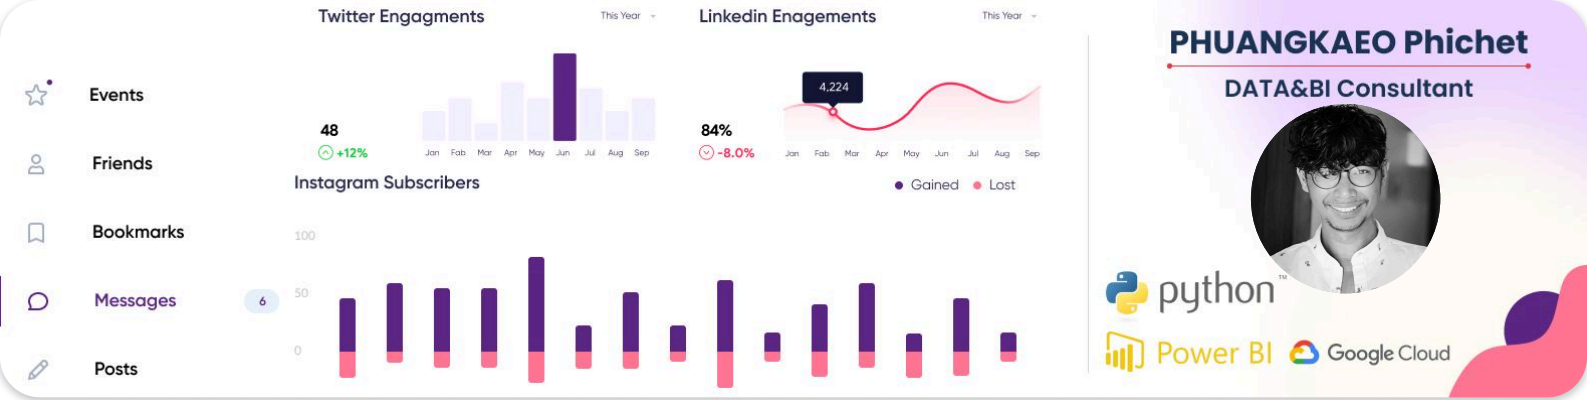 Twitter Engagments
This Year
Linkedin Enagements
This Year
PHUANGKAEO Phichet
DATA&BI Consultant
Events
Friends
Bookmarks
Messages 6
Posts
48
+12%
Jan Fab Mar Apr May Jun Jul Aug Sep
4,224
84%
-8.0%
Jan Fab Mar Apr May Jun Jul Aug Sep
Instagram Subscribers
Gained Lost
100
50
0
python™
Power BI
Google Cloud